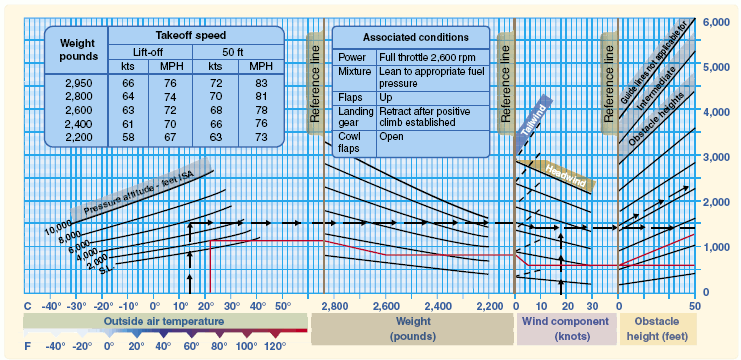 Weight pounds | Takeoff speed
Lift-off | 50 ft
kts | MPH | kts | MPH
2,950 | 66 | 76 | 72 | 83
2,800 | 64 | 74 | 70 | 81
2,600 | 63 | 72 | 68 | 78
2,400 | 61 | 70 | 66 | 76
2,200 | 58 | 67 | 63 | 73
Reference line
Associated conditions
Power | Full throttle 2,600 rpm
Mixture | Lean to appropriate fuel
pressure
Flaps | Up
Landing gear | Retract after positive
climb established
Cowl flaps | Open
Reference line
Tailwind
Headwind
Reference line
Guide lines not applicable for
Intermediate
Obstacle heights
6,000
5,000
4,000
3,000
2,000
1,000
0
Pressure altitude - feet ISA
10,000
8,000
6,000
4,000
2,000
S.L.
C -40° -30° -20° -10° 0° 10° 20° 30° 40° 50° 2,800 2,600 2,400 2,200 0 10 20 30 0 50
Outside air temperature
F -40° -20° 0° 20° 40° 60° 80° 100° 120°
Weight
(pounds)
Wind component
(knots)
Obstacle
height (feet)